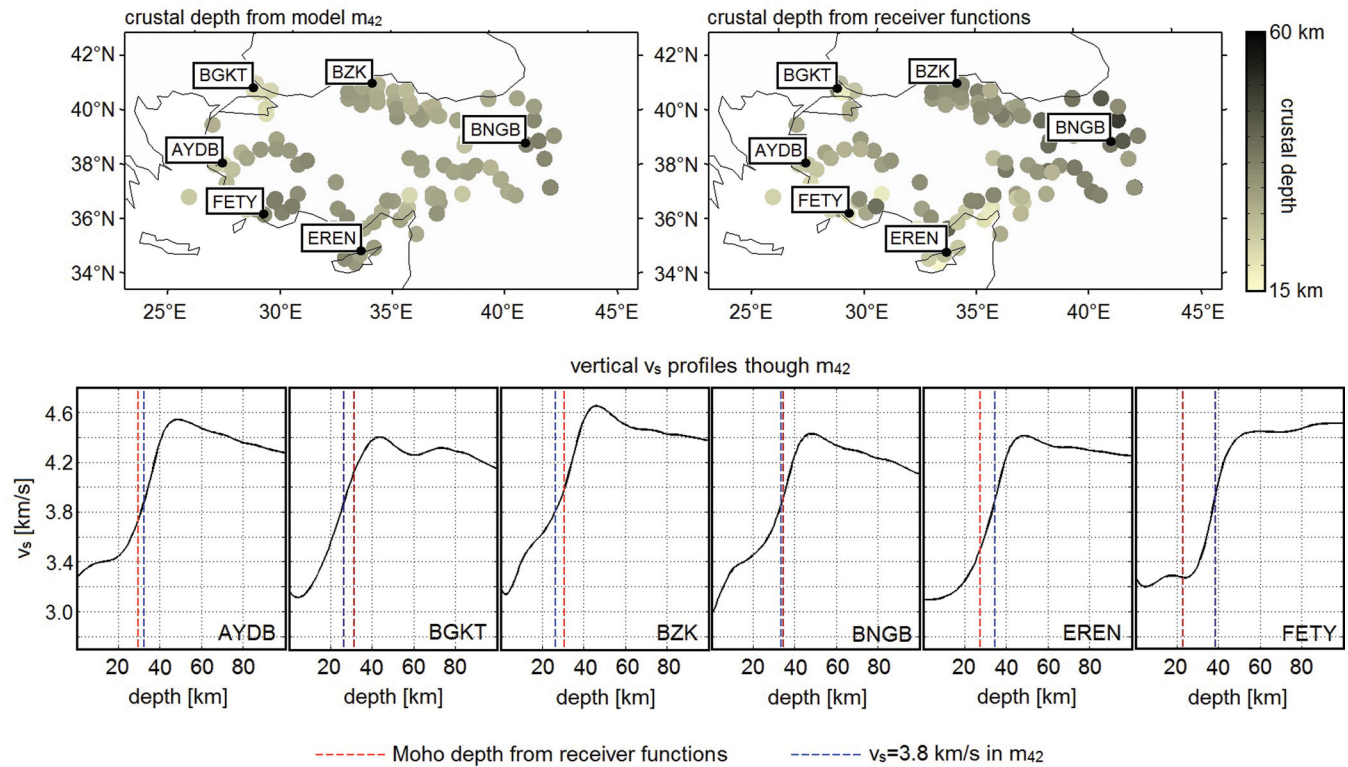 crustal depth from model m42
crustal depth from receiver functions
42°N
40°N
38°N
36°N
34°N
25°E
30°E
35°E
40°E
45°E
BGKT
BZK
BNGB
AYDB
FETY
EREN
42°N
40°N
38°N
36°N
34°N
25°E
30°E
35°E
40°E
45°E
BGKT
BZK
BNGB
AYDB
FETY
EREN
60 km
crustal depth
15 km
vertical vs profiles though m42
vs [km/s]
4.6
4.2
3.8
3.4
3.0
AYDB
BGKT
BZK
BNGB
EREN
FETY
20 40 60 80
20 40 60 80
20 40 60 80
20 40 60 80
20 40 60 80
20 40 60 80
depth [km]
depth [km]
depth [km]
depth [km]
depth [km]
depth [km]
Moho depth from receiver functions
vs=3.8 km/s in m42